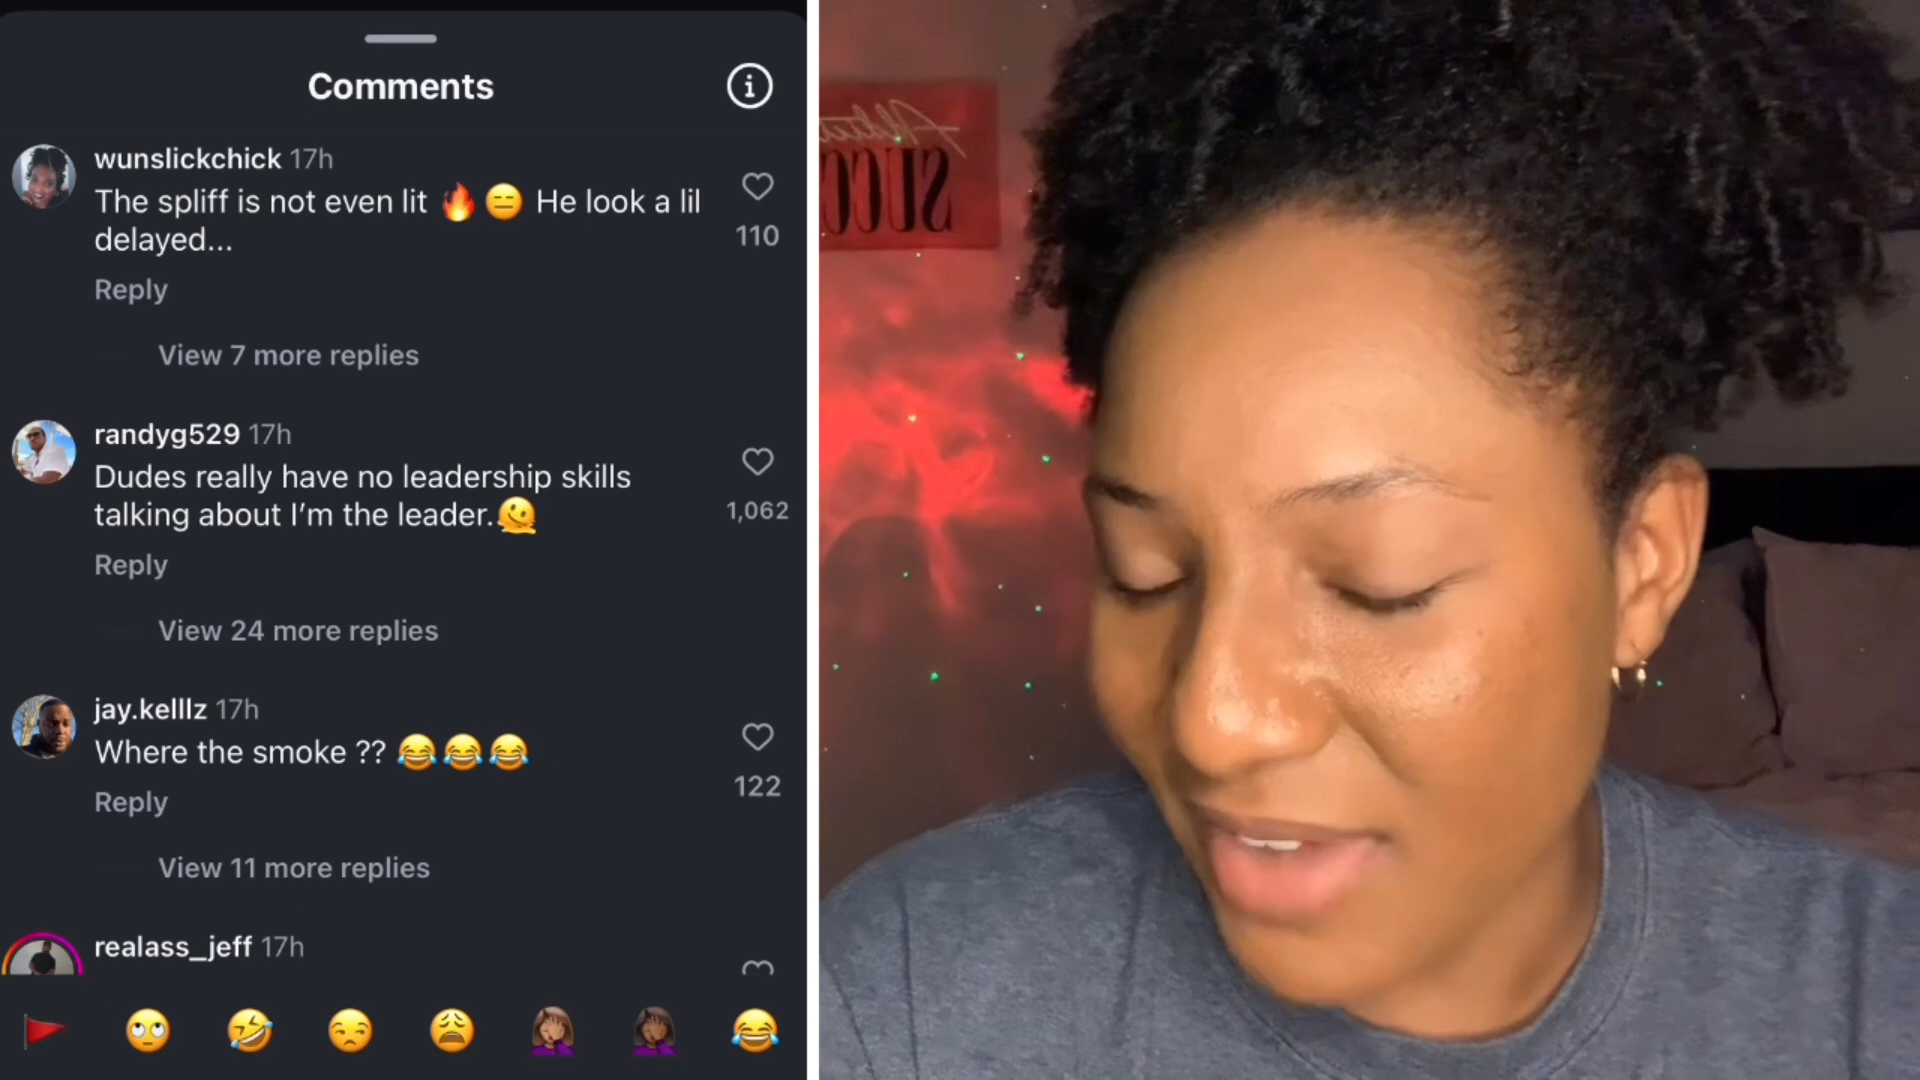 Comments
wunslickchick 17h
The spliff is not even lit 🔥😑 He look a lil
delayed...
110
Reply
View 7 more replies
randyg529 17h
Dudes really have no leadership skills
talking about I'm the leader.🫠
1,062
Reply
View 24 more replies
jay.kelllz 17h
Where the smoke ?? 😂😂😂
122
Reply
View 11 more replies
realass_jeff 17h
SUCC